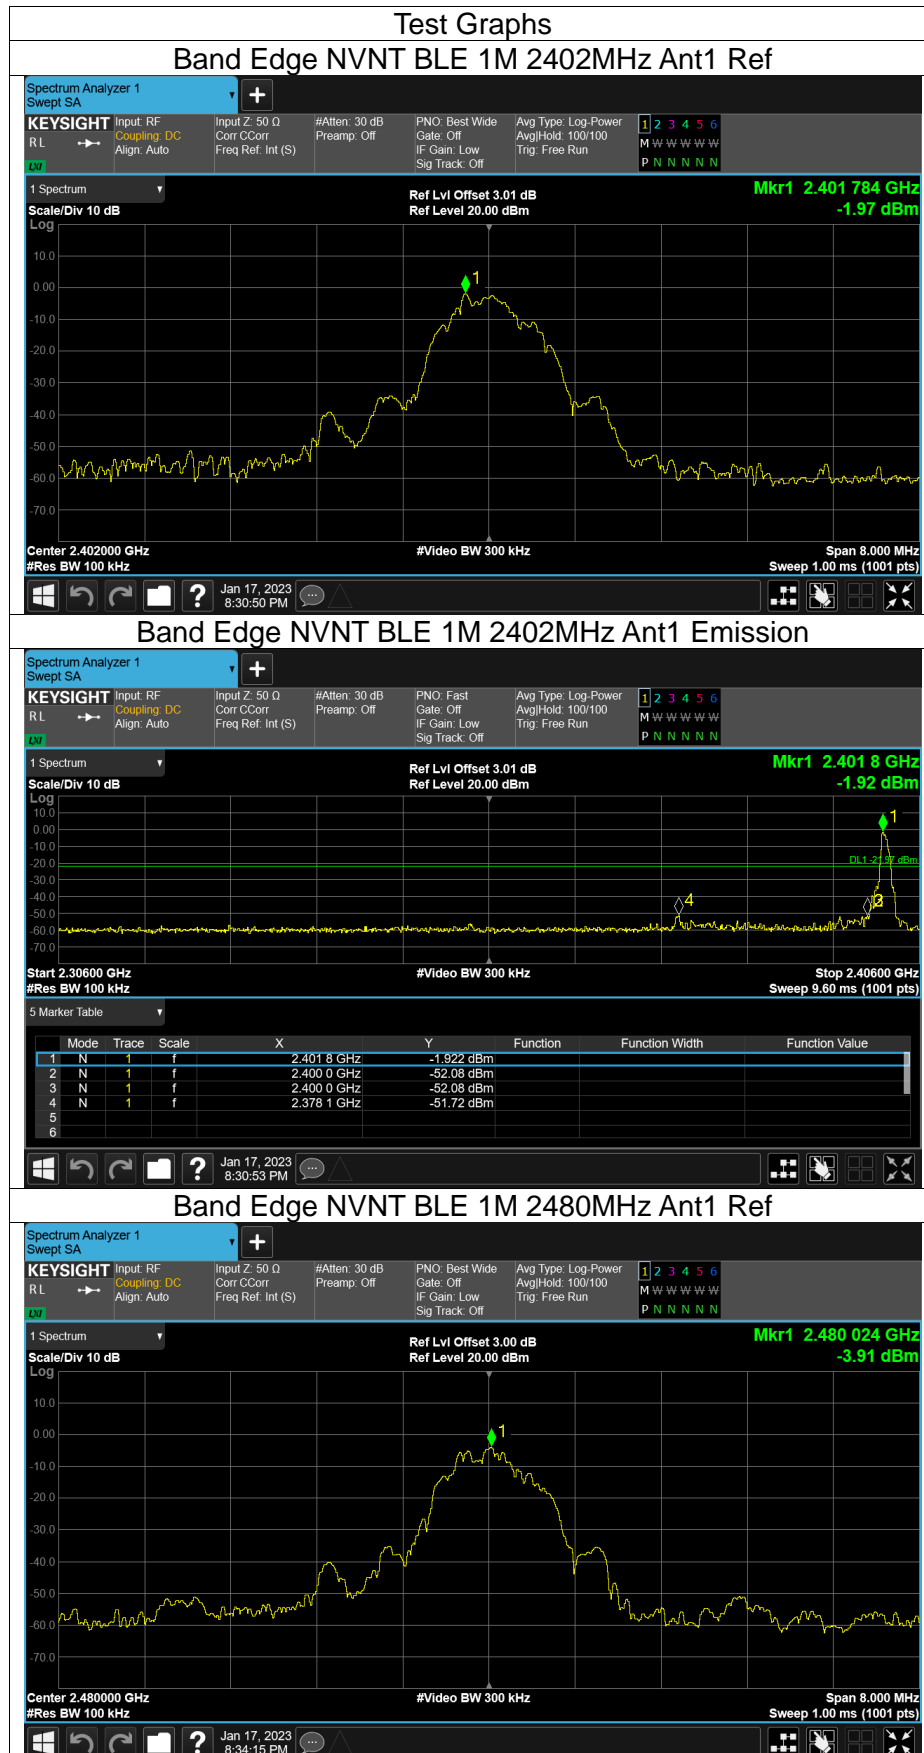 Test Graphs
Band Edge NVNT BLE 1M 2402MHz Ant1 Ref
Spectrum Analyzer 1
Swept SA
KEYSIGHT Input: RF Input Z: 50 Ω #Atten: 30 dB PNO: Best Wide Avg Type: Log-Power 1 2 3 4 5 6
RL Coupling: DC Corr CCorr Preamp: Off Gate: Off Avg|Hold: 100/100 M W W W W W
Align: Auto Freq Ref: Int (S) IF Gain: Low Trig: Free Run
LXI Sig Track: Off P N N N N N
1 Spectrum Ref Lvl Offset 3.01 dB Mkr1 2.401 784 GHz
Scale/Div 10 dB Ref Level 20.00 dBm -1.97 dBm
Log
10.0
1
0.00
-10.0
-20.0
-30.0
-40.0
-50.0
-60.0
-70.0
Center 2.402000 GHz #Video BW 300 kHz Span 8.000 MHz
#Res BW 100 kHz Sweep 1.00 ms (1001 pts)
? Jan 17, 2023
8:30:50 PM
Band Edge NVNT BLE 1M 2402MHz Ant1 Emission
Spectrum Analyzer 1
Swept SA
KEYSIGHT Input: RF Input Z: 50 Ω #Atten: 30 dB PNO: Fast Avg Type: Log-Power 1 2 3 4 5 6
RL Coupling: DC Corr CCorr Preamp: Off Gate: Off Avg|Hold: 100/100 M W W W W W
Align: Auto Freq Ref: Int (S) IF Gain: Low Trig: Free Run
LXI Sig Track: Off P N N N N N
1 Spectrum Ref Lvl Offset 3.01 dB Mkr1 2.401 8 GHz
Scale/Div 10 dB Ref Level 20.00 dBm -1.92 dBm
Log
10.0 1
0.00
-10.0
-20.0 DL1 -21.97 dBm
-30.0
-40.0 4
-50.0
-60.0
-70.0
Start 2.30600 GHz #Video BW 300 kHz Stop 2.40600 GHz
#Res BW 100 kHz Sweep 9.60 ms (1001 pts)
5 Marker Table
Mode Trace Scale X Y Function Function Width Function Value
1 N 1 f 2.401 8 GHz -1.922 dBm
2 N 1 f 2.400 0 GHz -52.08 dBm
3 N 1 f 2.400 0 GHz -52.08 dBm
4 N 1 f 2.378 1 GHz -51.72 dBm
5
6
? Jan 17, 2023
8:30:53 PM
Band Edge NVNT BLE 1M 2480MHz Ant1 Ref
Spectrum Analyzer 1
Swept SA
KEYSIGHT Input: RF Input Z: 50 Ω #Atten: 30 dB PNO: Best Wide Avg Type: Log-Power 1 2 3 4 5 6
RL Coupling: DC Corr CCorr Preamp: Off Gate: Off Avg|Hold: 100/100 M W W W W W
Align: Auto Freq Ref: Int (S) IF Gain: Low Trig: Free Run
LXI Sig Track: Off P N N N N N
1 Spectrum Ref Lvl Offset 3.00 dB Mkr1 2.480 024 GHz
Scale/Div 10 dB Ref Level 20.00 dBm -3.91 dBm
Log
10.0
0.00 1
-10.0
-20.0
-30.0
-40.0
-50.0
-60.0
-70.0
Center 2.480000 GHz #Video BW 300 kHz Span 8.000 MHz
#Res BW 100 kHz Sweep 1.00 ms (1001 pts)
? Jan 17, 2023
8:34:15 PM